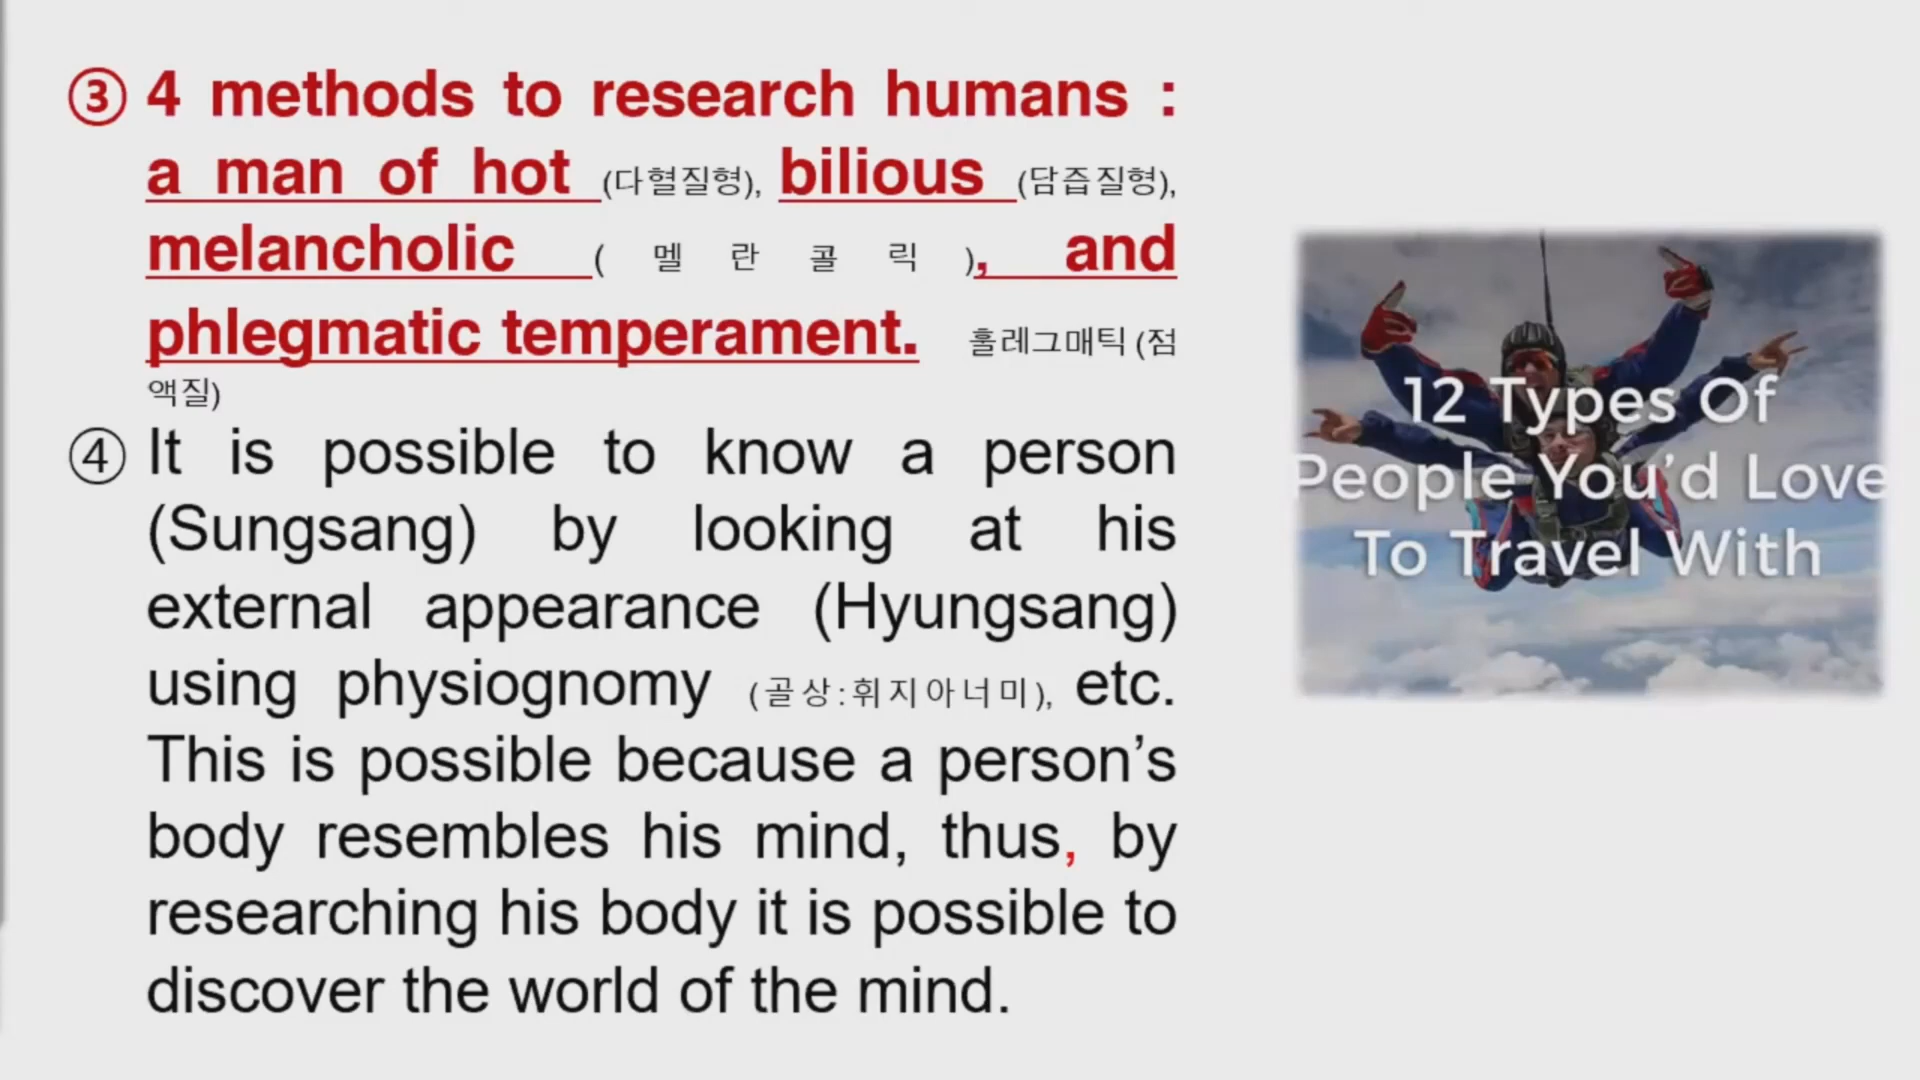 ③ 4 methods to research humans :
a man of hot (다혈질형), bilious (담즙질형),
melancholic ( 멜 란 콜 릭 ), and
phlegmatic temperament. 훌레그매틱 (점
액질)
④ It is possible to know a person
(Sungsang) by looking at his
external appearance (Hyungsang)
using physiognomy (골상:휘지아너미), etc.
This is possible because a person’s
body resembles his mind, thus, by
researching his body it is possible to
discover the world of the mind.
12 Types Of
People You’d Love
To Travel With